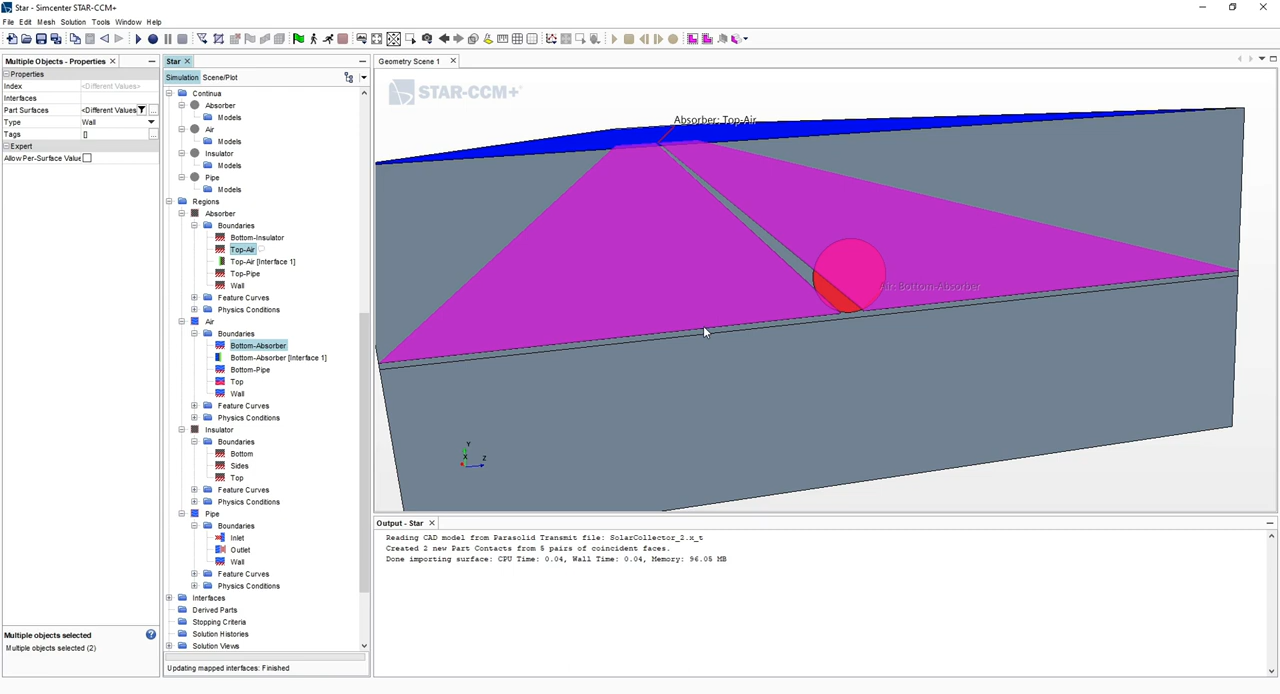 Star - Simcenter STAR-CCM+
File Edit Mesh Solution Tools Window Help
Multiple Objects - Properties
Properties
Index <Different Values>
Interfaces
Part Surfaces <Different Values
Type Wall
Tags []
Expert
Allow Per-Surface Value
Multiple objects selected
Multiple objects selected (2)
Star
Simulation Scene/Plot
Continua
Absorber
Models
Air
Models
Insulator
Models
Pipe
Models
Regions
Absorber
Boundaries
Bottom-Insulator
Top-Air
Top-Air [Interface 1]
Top-Pipe
Wall
Feature Curves
Physics Conditions
Air
Boundaries
Bottom-Absorber
Bottom-Absorber [Interface 1]
Bottom-Pipe
Top
Wall
Feature Curves
Physics Conditions
Insulator
Boundaries
Bottom
Sides
Top
Feature Curves
Physics Conditions
Pipe
Boundaries
Inlet
Outlet
Wall
Feature Curves
Physics Conditions
Interfaces
Derived Parts
Stopping Criteria
Solution Histories
Solution Views
Updating mapped interfaces: Finished
Geometry Scene 1
STAR-CCM+
Absorber: Top-Air
Air: Bottom-Absorber
Y
X
Z
Output - Star
Reading CAD model from Parasolid Transmit file: SolarCollector_2.x_t
Created 2 new Part Contacts from 5 pairs of coincident faces.
Done importing surface: CPU Time: 0.04, Wall Time: 0.04, Memory: 96.05 MB